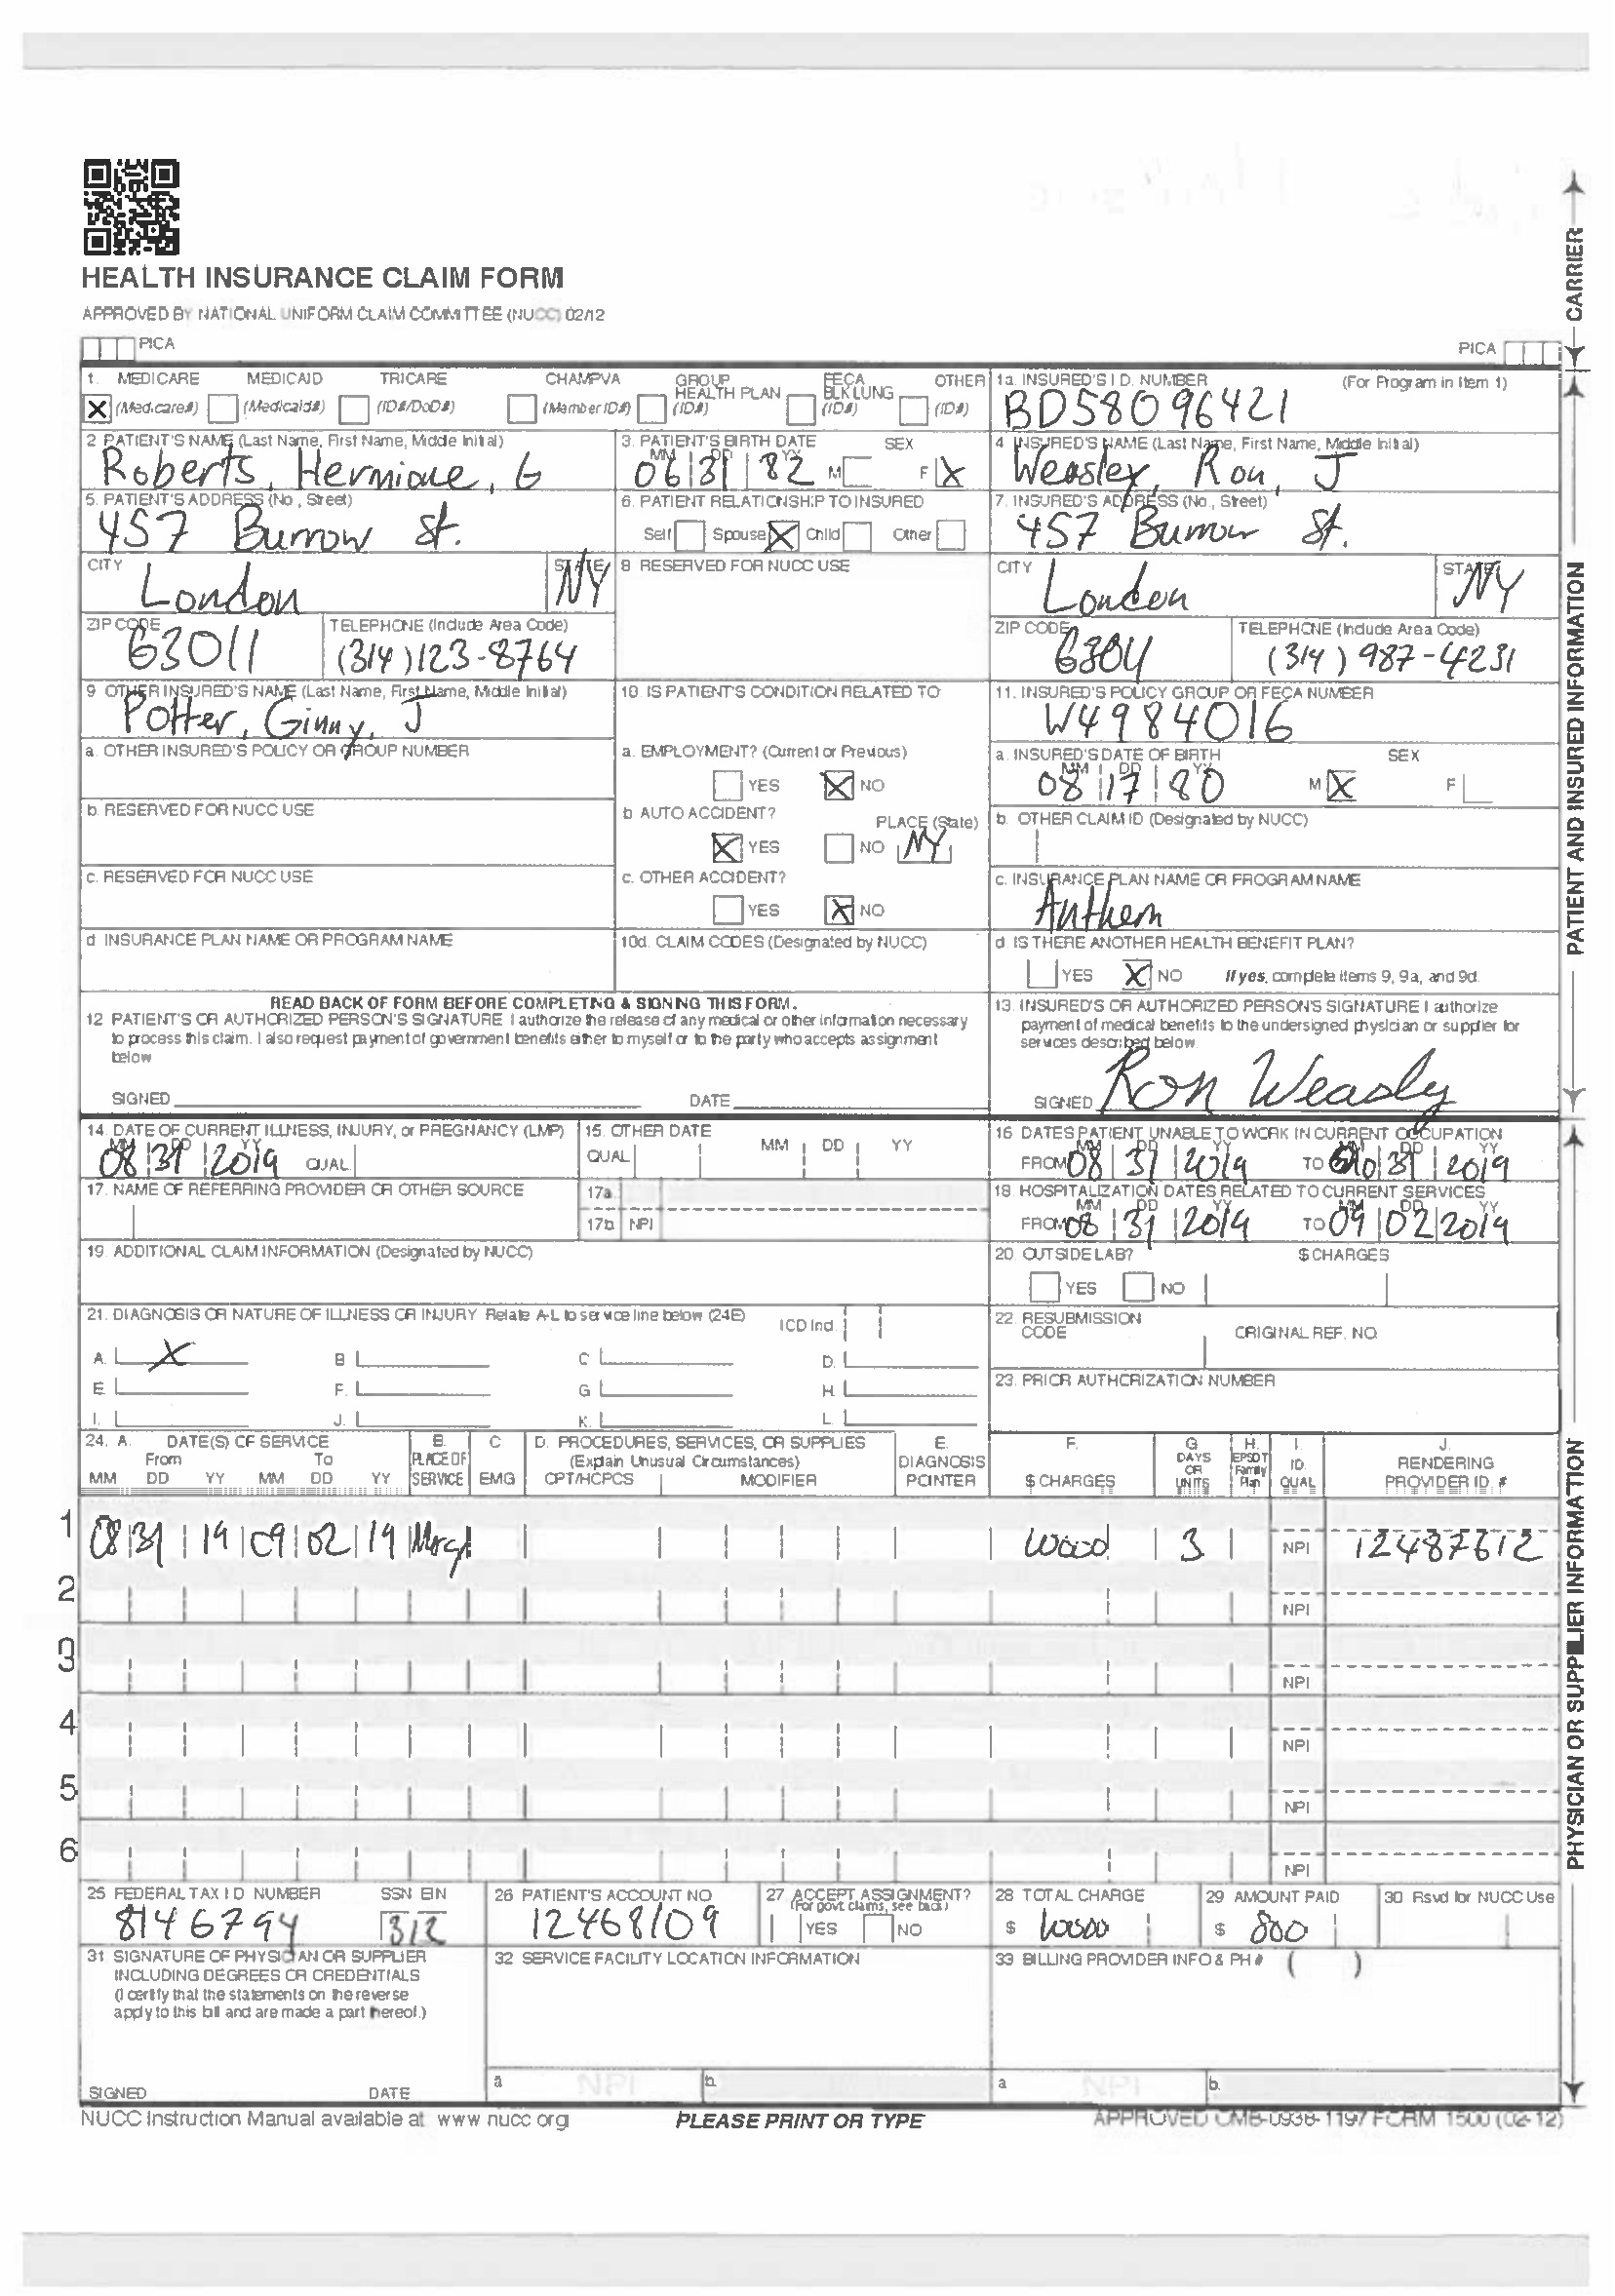 HEALTH INSURANCE CLAIM FORM
APPROVED BY NATIONAL UNIFORM CLAIM COMMITTEE (NUCC) 02/12
PICA PICA
1. MEDICARE MEDICAID TRICARE CHAMPVA GROUP HEALTH PLAN FECA BLK LUNG OTHER
X (Medicare#) (Medicaid#) (ID#/DoD#) (Member ID#) (ID#) (ID#) (ID#)
1a. INSURED'S I.D. NUMBER (For Program in Item 1)
BD58096421
2 PATIENT'S NAME (Last Name, First Name, Middle Initial)
Roberts, Hermione, G
3. PATIENT'S BIRTH DATE SEX
MM DD YY
06 31 82 M F X
4 INSURED'S NAME (Last Name, First Name, Middle Initial)
Weasley, Ron, J
5. PATIENT'S ADDRESS (No., Street)
457 Burrow St.
6. PATIENT RELATIONSHIP TO INSURED
Self Spouse X Child Other
7. INSURED'S ADDRESS (No., Street)
457 Burrow St.
CITY STATE
London NY
8 RESERVED FOR NUCC USE
CITY STATE
London NY
ZIP CODE TELEPHONE (Include Area Code)
63011 (314) 123-8764
ZIP CODE TELEPHONE (Include Area Code)
(314) 987-4231
9 OTHER INSURED'S NAME (Last Name, First Name, Middle Initial)
Potter, Ginny, J
10. IS PATIENT'S CONDITION RELATED TO
11. INSURED'S POLICY GROUP OR FECA NUMBER
W4984016
a. OTHER INSURED'S POLICY OR GROUP NUMBER
a. EMPLOYMENT? (Current or Previous)
YES X NO
a. INSURED'S DATE OF BIRTH SEX
MM DD YY
08 17 80 M X F
b. RESERVED FOR NUCC USE
b AUTO ACCIDENT? PLACE (State)
X YES NO NY
b. OTHER CLAIM ID (Designated by NUCC)
c. RESERVED FOR NUCC USE
c. OTHER ACCIDENT?
YES X NO
c. INSURANCE PLAN NAME OR PROGRAM NAME
Anthem
d INSURANCE PLAN NAME OR PROGRAM NAME
10d. CLAIM CODES (Designated by NUCC)
d. IS THERE ANOTHER HEALTH BENEFIT PLAN?
YES X NO If yes, complete items 9, 9a, and 9d.
READ BACK OF FORM BEFORE COMPLETING & SIGNING THIS FORM.
12 PATIENT'S OR AUTHORIZED PERSON'S SIGNATURE I authorize the release of any medical or other information necessary
to process this claim. I also request payment of government benefits either to myself or to the party who accepts assignment
below
SIGNED DATE
13. INSURED'S OR AUTHORIZED PERSON'S SIGNATURE I authorize
payment of medical benefits to the undersigned physician or supplier for
services described below.
SIGNED Ron Weasly
14. DATE OF CURRENT ILLNESS, INJURY, or PREGNANCY (LMP)
MM DD YY
08 31 2019 QUAL.
15. OTHER DATE
QUAL. MM DD YY
16 DATES PATIENT UNABLE TO WORK IN CURRENT OCCUPATION
MM DD YY MM DD YY
FROM 08 31 2019 TO 31 2019
17. NAME OF REFERRING PROVIDER OR OTHER SOURCE
17a.
17b NPI
18. HOSPITALIZATION DATES RELATED TO CURRENT SERVICES
MM DD YY MM DD YY
FROM 08 31 2019 TO 09 02 2019
19. ADDITIONAL CLAIM INFORMATION (Designated by NUCC)
20. OUTSIDE LAB? $ CHARGES
YES NO
21. DIAGNOSIS OR NATURE OF ILLNESS OR INJURY Relate A-L to service line below (24E) ICD Ind.
A. X B. C. D.
E. F. G. H.
I. J. K. L.
22. RESUBMISSION CODE ORIGINAL REF. NO.
23. PRIOR AUTHORIZATION NUMBER
24. A. DATE(S) OF SERVICE B. C D. PROCEDURES, SERVICES, OR SUPPLIES E. F. G. H. I. J.
From To PLACE OF (Explain Unusual Circumstances) DIAGNOSIS DAYS OR UNITS EPSDT Family Plan ID. QUAL. RENDERING
MM DD YY MM DD YY SERVICE EMG CPT/HCPCS MODIFIER POINTER $ CHARGES PROVIDER ID. #
1 08 31 19 09 02 19 3 NPI 12487612
2 NPI
3 NPI
4 NPI
5 NPI
6 NPI
25 FEDERAL TAX I.D. NUMBER SSN EIN
8146794 312
26 PATIENT'S ACCOUNT NO.
12468109
27 ACCEPT ASSIGNMENT?
(For govt. claims, see back)
YES NO
28 TOTAL CHARGE
$
29 AMOUNT PAID
$ 800
30 Rsvd for NUCC Use
31 SIGNATURE OF PHYSICIAN OR SUPPLIER
INCLUDING DEGREES OR CREDENTIALS
(I certify that the statements on the reverse
apply to this bill and are made a part thereof.)
SIGNED DATE
32 SERVICE FACILITY LOCATION INFORMATION
a NPI b.
33 BILLING PROVIDER INFO & PH # ( )
a NPI b.
NUCC Instruction Manual available at: www.nucc.org PLEASE PRINT OR TYPE APPROVED OMB-0938-1197 FORM 1500 (02-12)
CARRIER
PATIENT AND INSURED INFORMATION
PHYSICIAN OR SUPPLIER INFORMATION